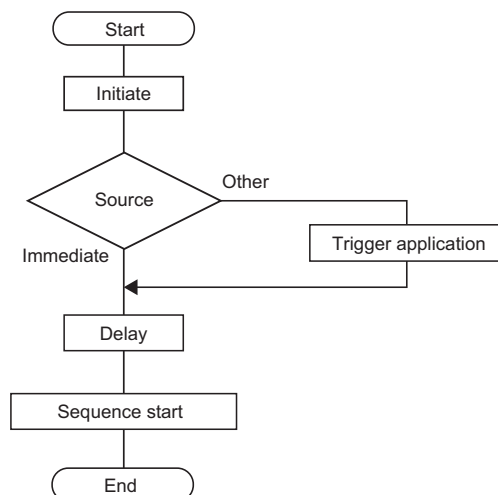 Start
Initiate
Source
Other
Trigger application
Immediate
Delay
Sequence start
End